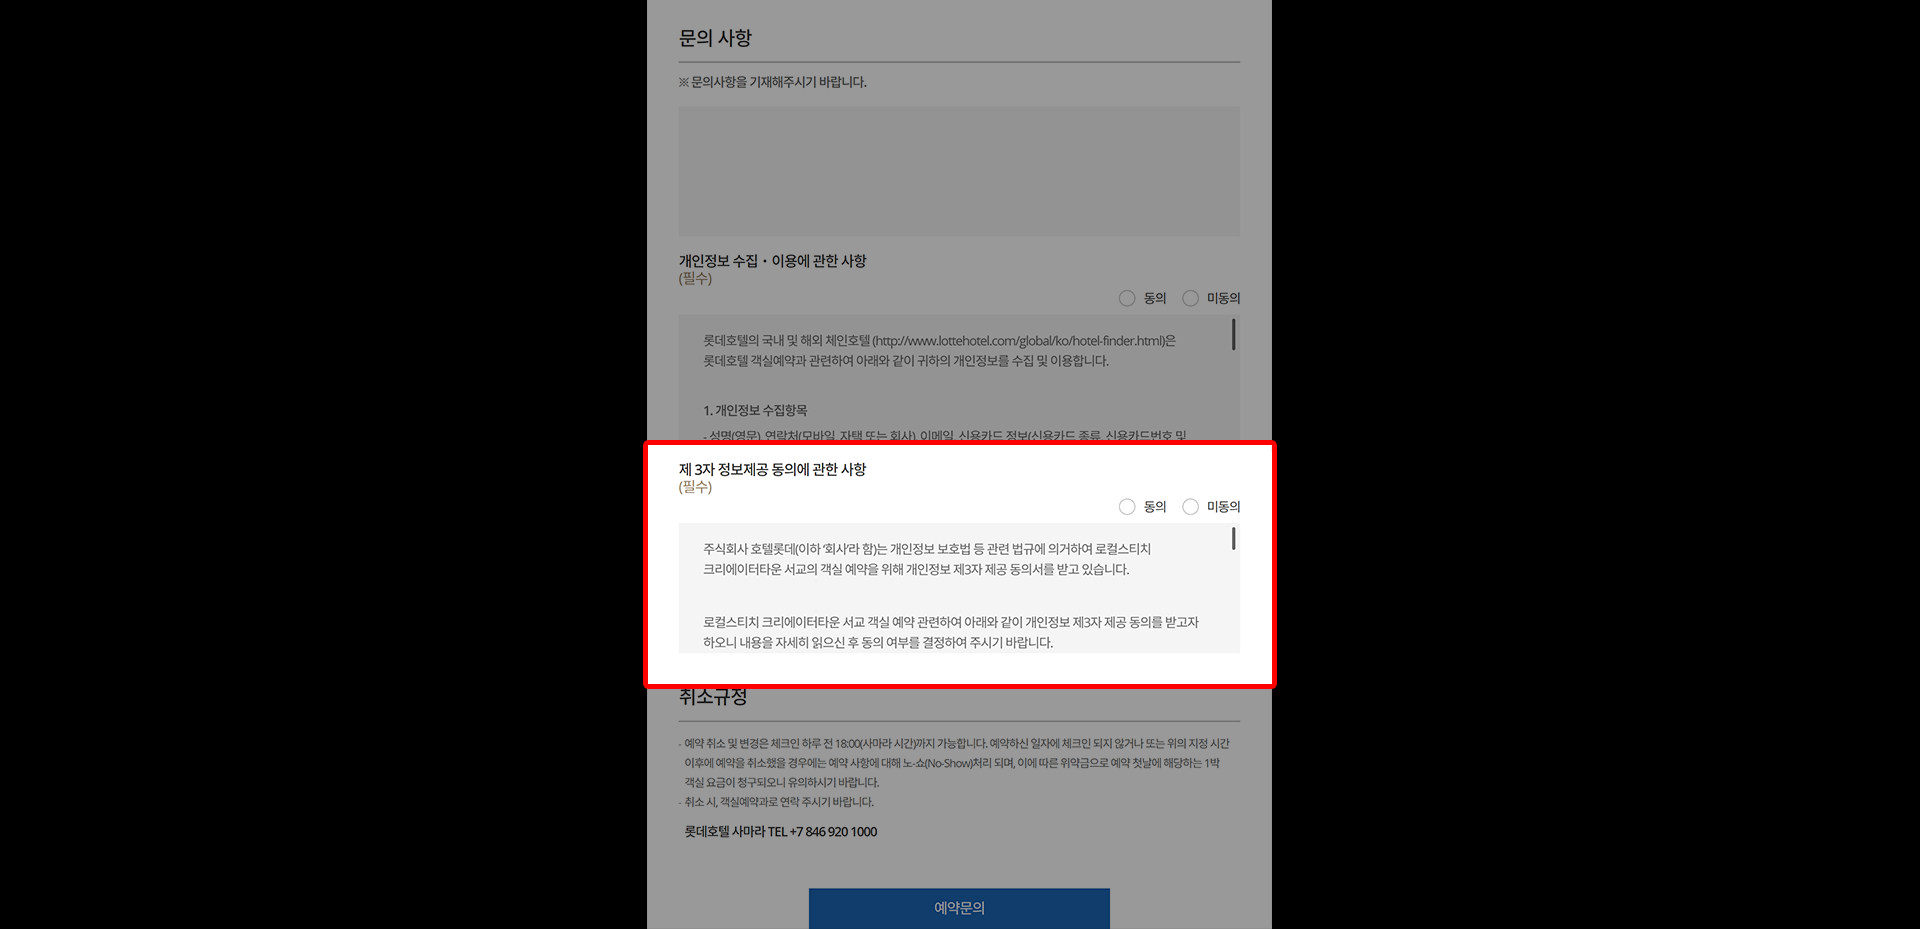 문의 사항
※ 문의사항을 기재해주시기 바랍니다.
개인정보 수집・이용에 관한 사항
(필수)
동의 미동의
롯데호텔의 국내 및 해외 체인호텔 (http://www.lottehotel.com/global/ko/hotel-finder.html)은
롯데호텔 객실예약과 관련하여 아래와 같이 귀하의 개인정보를 수집 및 이용합니다.
1. 개인정보 수집항목
- 성명(영문), 연락처(모바일, 자택 또는 회사), 이메일, 신용카드 정보(신용카드 종류, 신용카드번호 및
제 3자 정보제공 동의에 관한 사항
(필수)
동의 미동의
주식회사 호텔롯데(이하 ‘회사’라 함)는 개인정보 보호법 등 관련 법규에 의거하여 로컬스티치
크리에이터타운 서교의 객실 예약을 위해 개인정보 제3자 제공 동의서를 받고 있습니다.
로컬스티치 크리에이터타운 서교 객실 예약 관련하여 아래와 같이 개인정보 제3자 제공 동의를 받고자
하오니 내용을 자세히 읽으신 후 동의 여부를 결정하여 주시기 바랍니다.
취소규정
- 예약 취소 및 변경은 체크인 하루 전 18:00(사마라 시간)까지 가능합니다. 예약하신 일자에 체크인 되지 않거나 또는 위의 지정 시간
이후에 예약을 취소했을 경우에는 예약 사항에 대해 노-쇼(No-Show)처리 되며, 이에 따른 위약금으로 예약 첫날에 해당하는 1박
객실 요금이 청구되오니 유의하시기 바랍니다.
- 취소 시, 객실예약과로 연락 주시기 바랍니다.
롯데호텔 사마라 TEL +7 846 920 1000
예약문의